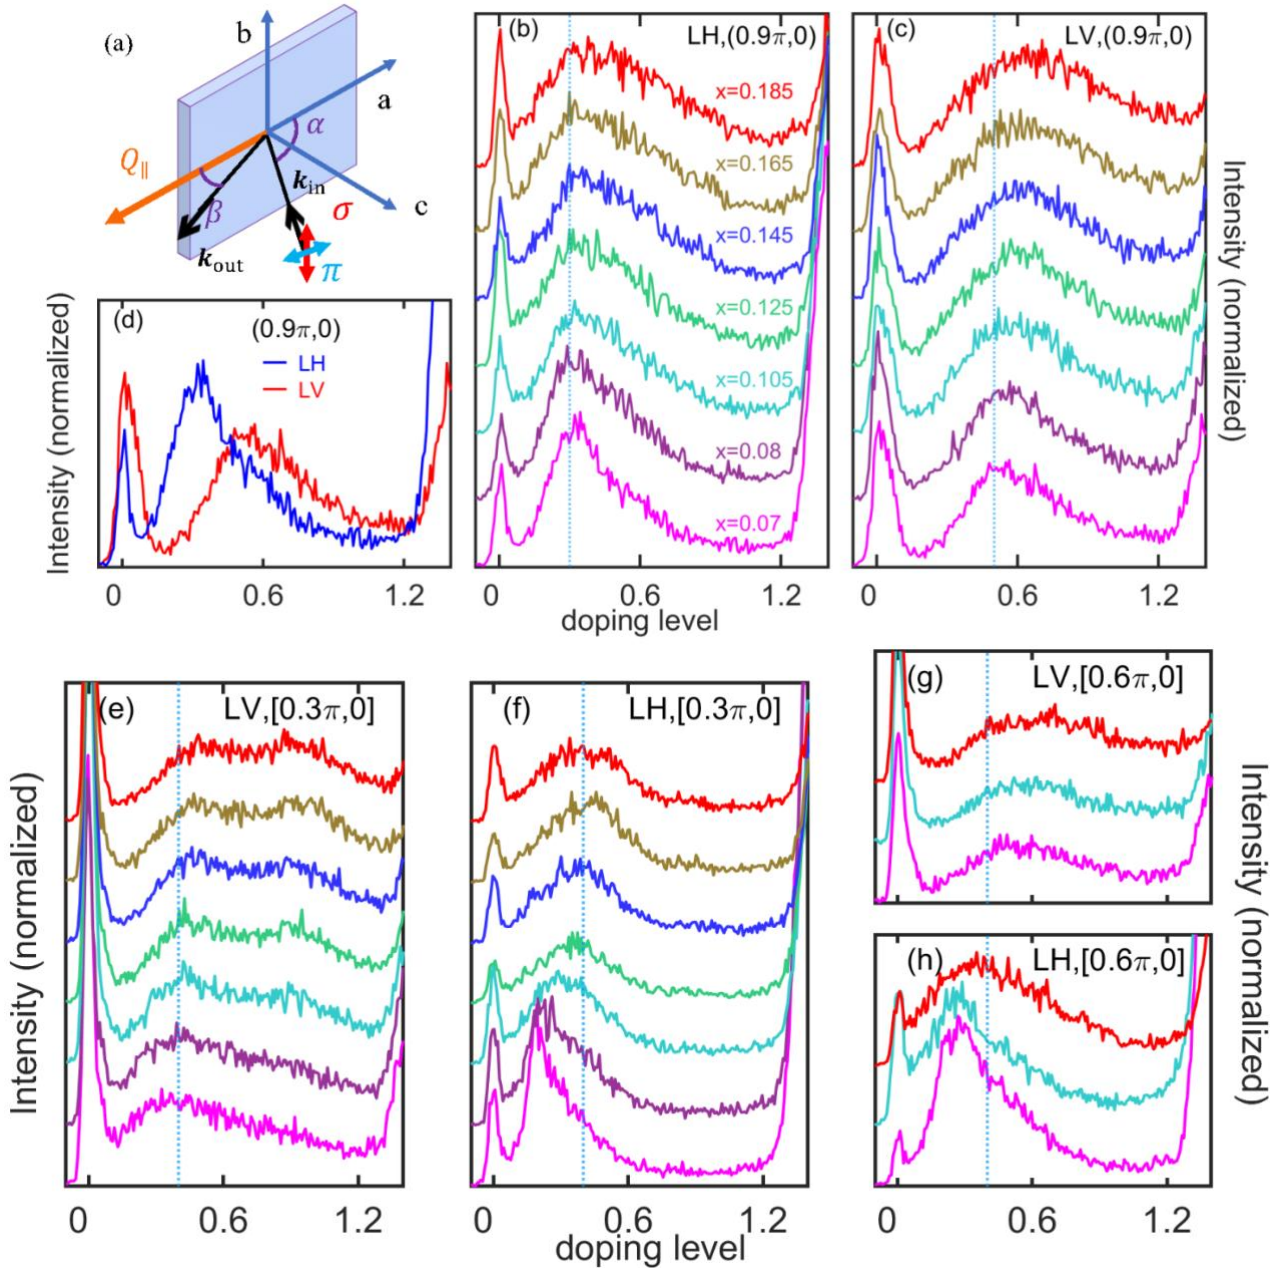 (a)
b
a
α
Q∥
β
k_in
k_out
σ
π
c
(b)
LH,(0.9π,0)
x=0.185
x=0.165
x=0.145
x=0.125
x=0.105
x=0.08
x=0.07
0 0.6 1.2
doping level
(c)
LV,(0.9π,0)
0 0.6 1.2
Intensity (normalized)
Intensity (normalized)
(d)
(0.9π,0)
LH
LV
0 0.6 1.2
Intensity (normalized)
(e)
LV,[0.3π,0]
0 0.6 1.2
(f)
LH,[0.3π,0]
0 0.6 1.2
doping level
(g)
LV,[0.6π,0]
(h)
LH,[0.6π,0]
0 0.6 1.2
Intensity (normalized)